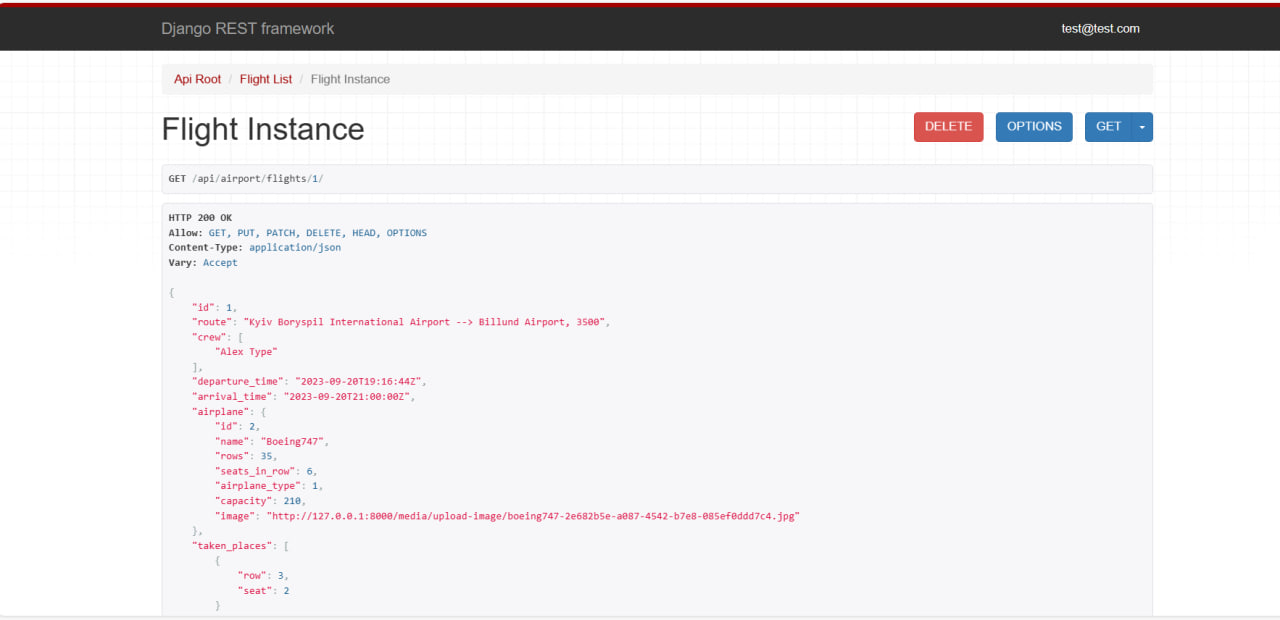 Django REST framework
test@test.com
Api Root / Flight List / Flight Instance
Flight Instance
DELETE
OPTIONS
GET
GET /api/airport/flights/1/
HTTP 200 OK
Allow: GET, PUT, PATCH, DELETE, HEAD, OPTIONS
Content-Type: application/json
Vary: Accept
{
    "id": 1,
    "route": "Kyiv Boryspil International Airport --> Billund Airport, 3500",
    "crew": [
        "Alex Type"
    ],
    "departure_time": "2023-09-20T19:16:44Z",
    "arrival_time": "2023-09-20T21:00:00Z",
    "airplane": {
        "id": 2,
        "name": "Boeing747",
        "rows": 35,
        "seats_in_row": 6,
        "airplane_type": 1,
        "capacity": 210,
        "image": "http://127.0.0.1:8000/media/upload-image/boeing747-2e682b5e-a087-4542-b7e8-085ef0ddd7c4.jpg"
    },
    "taken_places": [
        {
            "row": 3,
            "seat": 2
        }